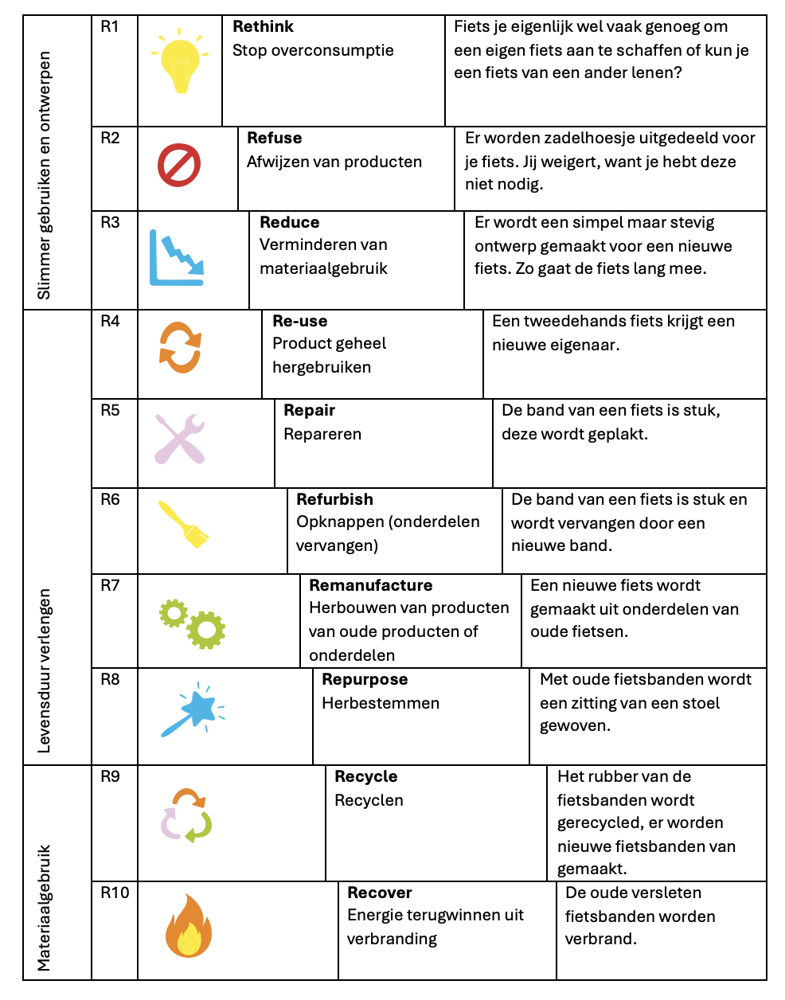 Slimmer gebruiken en ontwerpen
R1
Rethink
Stop overconsumptie
Fiets je eigenlijk wel vaak genoeg om
een eigen fiets aan te schaffen of kun je
een fiets van een ander lenen?
R2
Refuse
Afwijzen van producten
Er worden zadelhoesje uitgedeeld voor
je fiets. Jij weigert, want je hebt deze
niet nodig.
R3
Reduce
Verminderen van
materiaalgebruik
Er wordt een simpel maar stevig
ontwerp gemaakt voor een nieuwe
fiets. Zo gaat de fiets lang mee.
Levensduur verlengen
R4
Re-use
Product geheel
hergebruiken
Een tweedehands fiets krijgt een
nieuwe eigenaar.
R5
Repair
Repareren
De band van een fiets is stuk,
deze wordt geplakt.
R6
Refurbish
Opknappen (onderdelen
vervangen)
De band van een fiets is stuk en
wordt vervangen door een
nieuwe band.
R7
Remanufacture
Herbouwen van producten
van oude producten of
onderdelen
Een nieuwe fiets wordt
gemaakt uit onderdelen van
oude fietsen.
R8
Repurpose
Herbestemmen
Met oude fietsbanden wordt
een zitting van een stoel
gewoven.
Materiaalgebruik
R9
Recycle
Recyclen
Het rubber van de
fietsbanden wordt
gerecycled, er worden
nieuwe fietsbanden van
gemaakt.
R10
Recover
Energie terugwinnen uit
verbranding
De oude versleten
fietsbanden worden
verbrand.